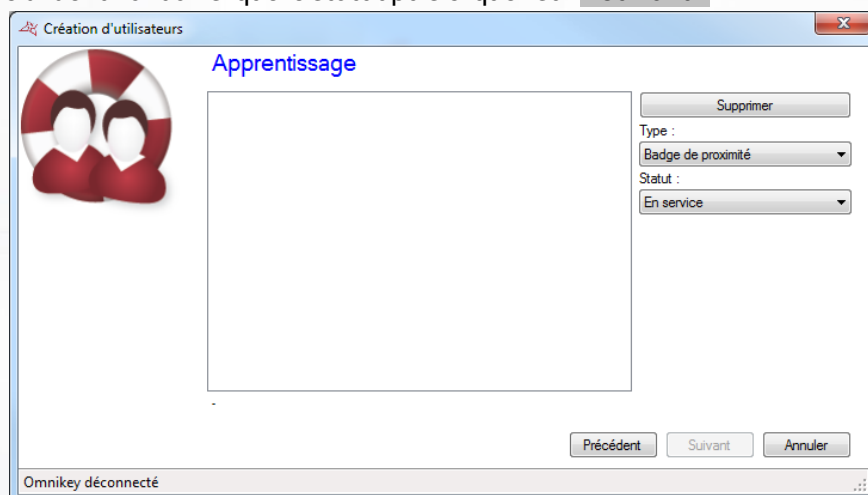 Création d'utilisateurs
Apprentissage
Supprimer
Type :
Badge de proximité
Statut :
En service
-
Précédent
Suivant
Annuler
Omnikey déconnecté